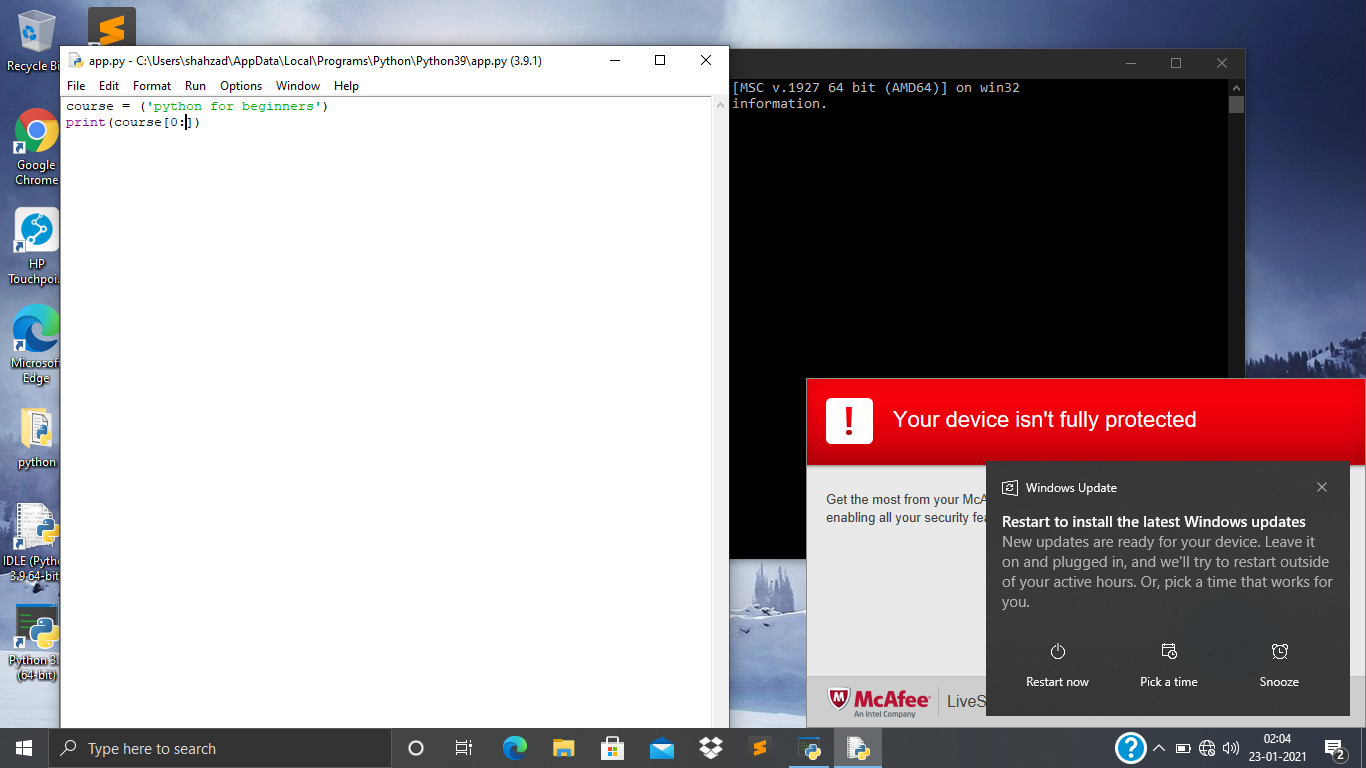 Recycle Bi
Google
Chrome
HP
Touchpoi...
Microsof
Edge
python
IDLE (Pytho
3.9 64-bit)
Python 3.
(64-bit)
app.py - C:\Users\shahzad\AppData\Local\Programs\Python\Python39\app.py (3.9.1)
File Edit Format Run Options Window Help
course = ('python for beginners')
print(course[0:])
[MSC v.1927 64 bit (AMD64)] on win32
information.
! Your device isn't fully protected
Get the most from your McA
enabling all your security fea
McAfee
An Intel Company
LiveS
Windows Update
Restart to install the latest Windows updates
New updates are ready for your device. Leave it
on and plugged in, and we'll try to restart outside
of your active hours. Or, pick a time that works for
you.
Restart now Pick a time Snooze
Type here to search
02:04
23-01-2021
2